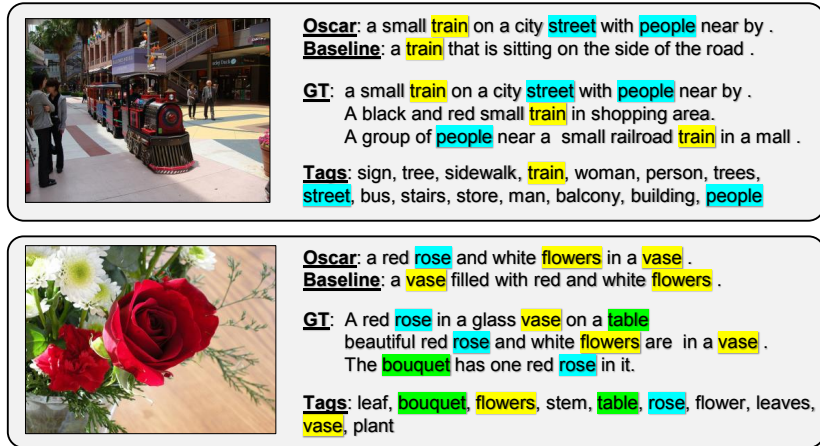 Oscar: a small train on a city street with people near by .
Baseline: a train that is sitting on the side of the road .
GT: a small train on a city street with people near by .
A black and red small train in shopping area.
A group of people near a small railroad train in a mall .
Tags: sign, tree, sidewalk, train, woman, person, trees,
street, bus, stairs, store, man, balcony, building, people
Oscar: a red rose and white flowers in a vase .
Baseline: a vase filled with red and white flowers .
GT: A red rose in a glass vase on a table
beautiful red rose and white flowers are in a vase .
The bouquet has one red rose in it.
Tags: leaf, bouquet, flowers, stem, table, rose, flower, leaves,
vase, plant